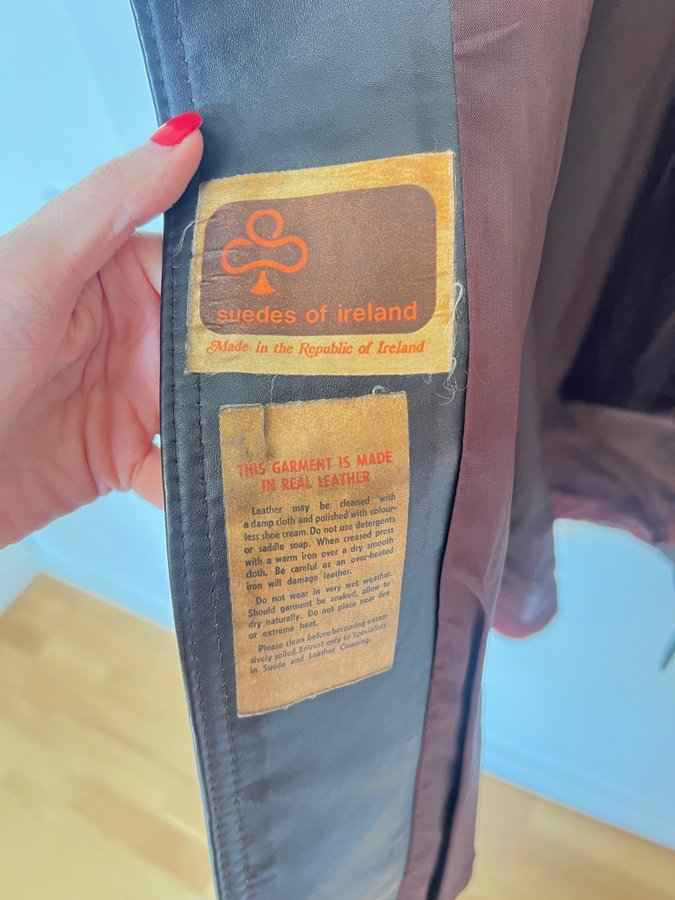 suedes of ireland
Made in the Republic of Ireland
THIS GARMENT IS MADE
IN REAL LEATHER
Leather may be cleaned with
a damp cloth and polished with colour-
less shoe cream. Do not use detergents
or saddle soap. When creased press
with a warm iron over a dry smooth
cloth. Be careful as an over-heated
iron will damage leather.
Do not wear in very wet weather.
Should garment be soaked, allow to
dry naturally. Do not place near fire
or extreme heat.
Please clean before becoming exces-
sively soiled. Entrust only to Specialists
in Suede and Leather Cleaning.